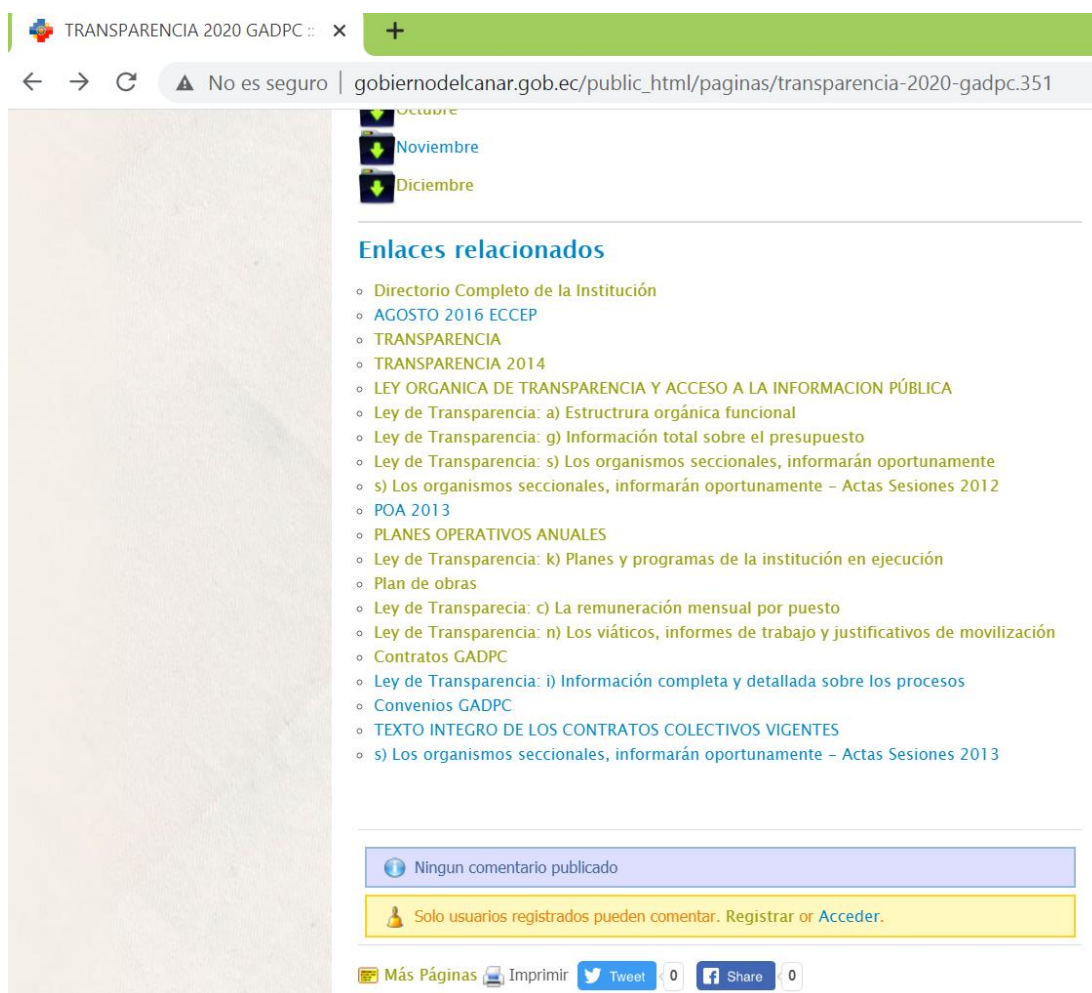 TRANSPARENCIA 2020 GADPC ::
No es seguro | gobiernodelcanar.gob.ec/public_html/paginas/transparencia-2020-gadpc.351
Octubre
Noviembre
Diciembre
Enlaces relacionados
Directorio Completo de la Institución
AGOSTO 2016 ECCEP
TRANSPARENCIA
TRANSPARENCIA 2014
LEY ORGANICA DE TRANSPARENCIA Y ACCESO A LA INFORMACION PÚBLICA
Ley de Transparencia: a) Estructrura orgánica funcional
Ley de Transparencia: g) Información total sobre el presupuesto
Ley de Transparencia: s) Los organismos seccionales, informarán oportunamente
s) Los organismos seccionales, informarán oportunamente – Actas Sesiones 2012
POA 2013
PLANES OPERATIVOS ANUALES
Ley de Transparencia: k) Planes y programas de la institución en ejecución
Plan de obras
Ley de Transparecia: c) La remuneración mensual por puesto
Ley de Transparencia: n) Los viáticos, informes de trabajo y justificativos de movilización
Contratos GADPC
Ley de Transparencia: i) Información completa y detallada sobre los procesos
Convenios GADPC
TEXTO INTEGRO DE LOS CONTRATOS COLECTIVOS VIGENTES
s) Los organismos seccionales, informarán oportunamente – Actas Sesiones 2013
Ningun comentario publicado
Solo usuarios registrados pueden comentar. Registrar or Acceder.
Más Páginas Imprimir Tweet 0 Share 0